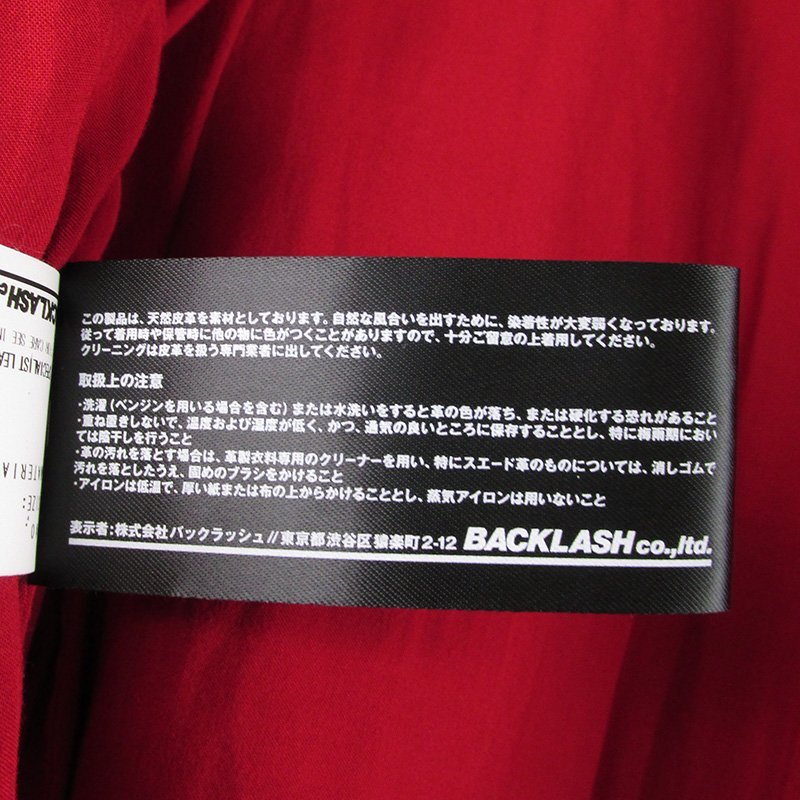 この製品は、天然皮革を素材としております。自然な風合いを出すために、染着性が大変弱くなっております。
従って着用時や保管時に他の物に色がつくことがありますので、十分ご留意の上着用してください。
クリーニングは皮革を扱う専門業者に出してください。
取扱上の注意
・洗濯(ベンジンを用いる場合を含む)または水洗いをすると革の色が落ち、または硬化する恐れがあること
・重ね置きしないで、温度および湿度が低く、かつ、通気の良いところに保存することとし、特に梅雨期にお
ては陰干しを行うこと
・革の汚れを落とす場合は、革製衣料専用のクリーナーを用い、特にスエード革のものについては、消しゴムで
汚れを落としたうえ、固めのブラシをかけること
・アイロンは低温で、厚い紙または布の上からかけることとし、蒸気アイロンは用いないこと
表示者:株式会社バックラッシュ//東京都渋谷区猿楽町2-12 BACKLASH co.,ltd.
BACKLASH